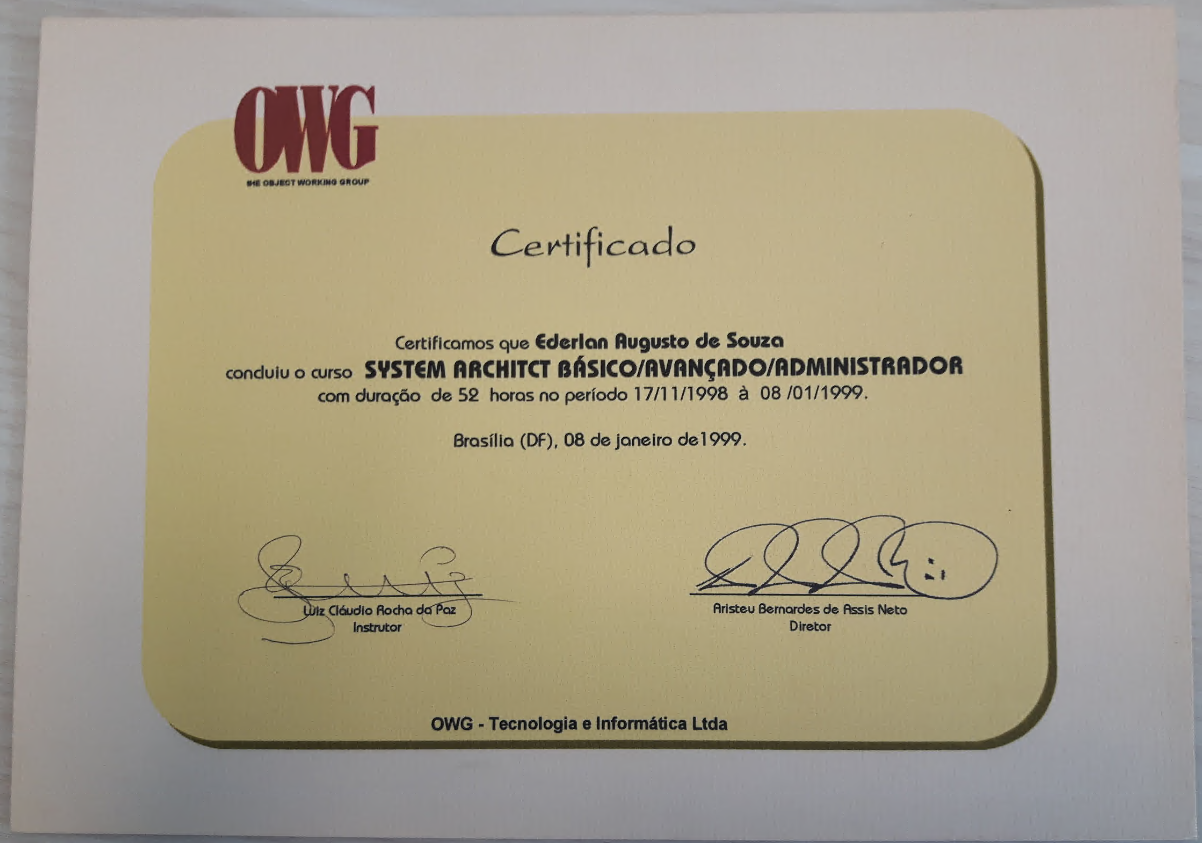 OWG
THE OBJECT WORKING GROUP
Certificado
Certificamos que Ederlan Augusto de Souza
concluiu o curso SYSTEM ARCHITCT BÁSICO/AVANÇADO/ADMINISTRADOR
com duração de 52 horas no período 17/11/1998 à 08 /01/1999.
Brasília (DF), 08 de janeiro de1999.
Luiz Cláudio Rocha da Paz
Instrutor
Aristeu Bernardes de Assis Neto
Diretor
OWG - Tecnologia e Informática Ltda